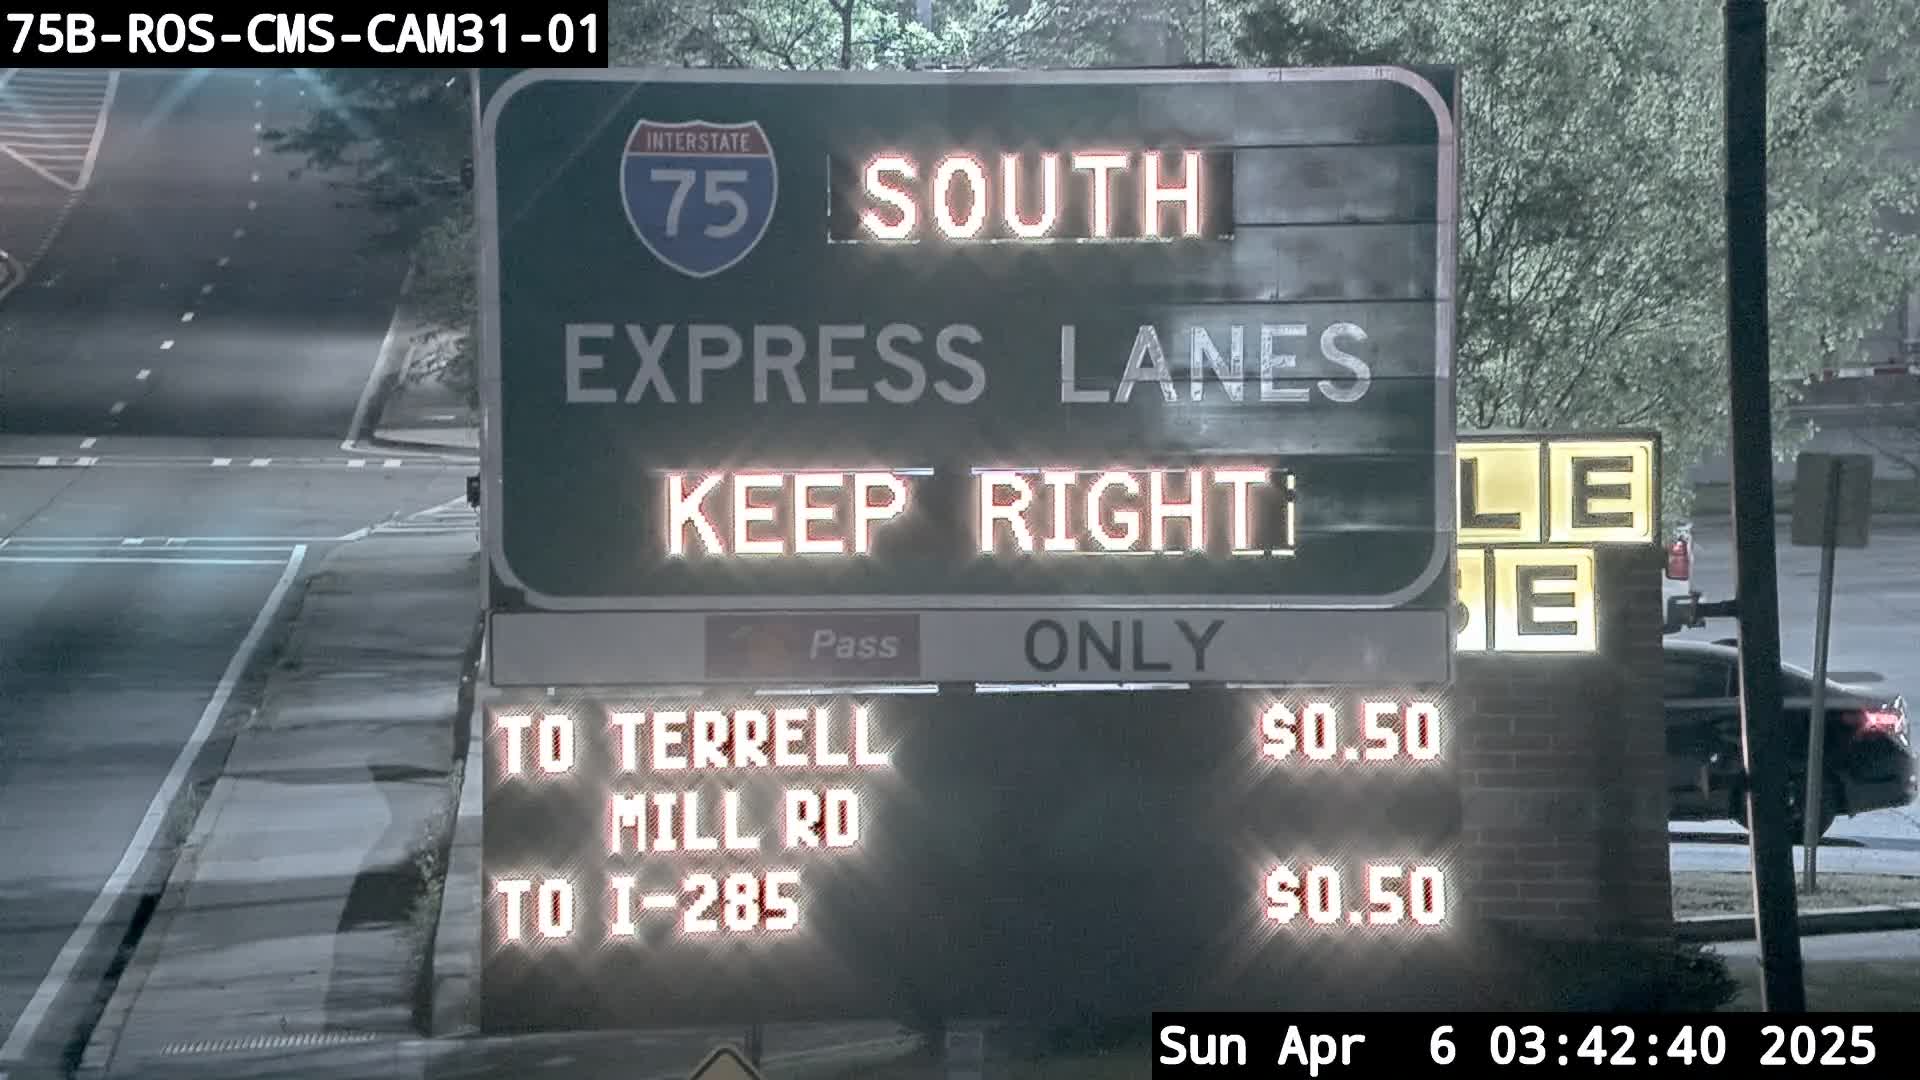 75B-ROS-CMS-CAM31-01
INTERSTATE
75
SOUTH
EXPRESS LANES
KEEP RIGHT
Pass ONLY
TO TERRELL $0.50
MILL RD
TO I-285 $0.50
LE
E
Sun Apr 6 03:42:40 2025